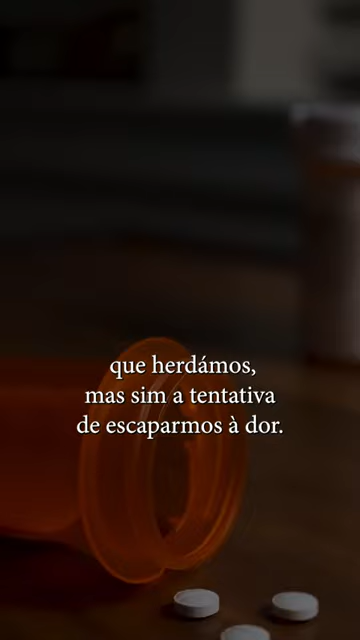 que herdámos,
mas sim a tentativa
de escaparmos à dor.